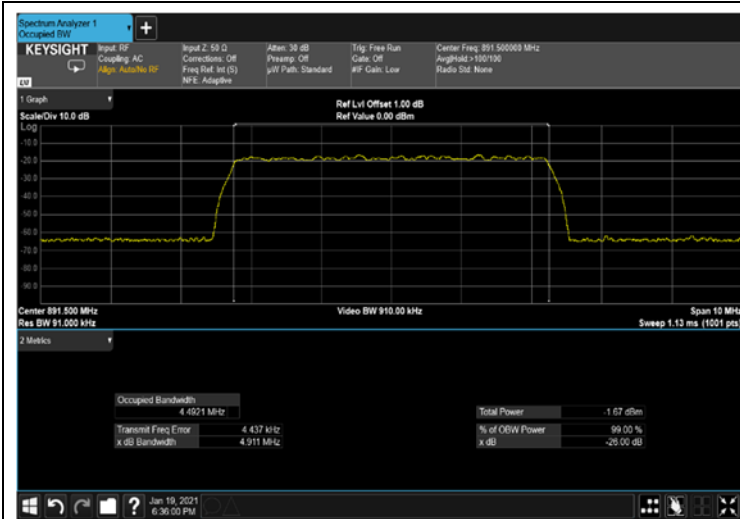 Spectrum Analyzer 1
Occupied BW
KEYSIGHT
Input: RF
Coupling: AC
Align: Auto/No RF
Input Z: 50 Ω
Corrections: Off
Freq Ref: Int (S)
NFE: Adaptive
Atten: 30 dB
Preamp: Off
µW Path: Standard
Trig: Free Run
Gate: Off
#IF Gain: Low
Center Freq: 891.500000 MHz
Avg|Hold:>100/100
Radio Std: None
LXI
1 Graph
Scale/Div 10.0 dB
Ref Lvl Offset 1.00 dB
Ref Value 0.00 dBm
Log
-10.0
-20.0
-30.0
-40.0
-50.0
-60.0
-70.0
-80.0
-90.0
Center 891.500 MHz
Video BW 910.00 kHz
Span 10 MHz
Res BW 91.000 kHz
Sweep 1.13 ms (1001 pts)
2 Metrics
Occupied Bandwidth
4.4921 MHz
Total Power -1.67 dBm
Transmit Freq Error 4.437 kHz
% of OBW Power 99.00 %
x dB Bandwidth 4.911 MHz
x dB -26.00 dB
?
Jan 19, 2021
6:36:00 PM